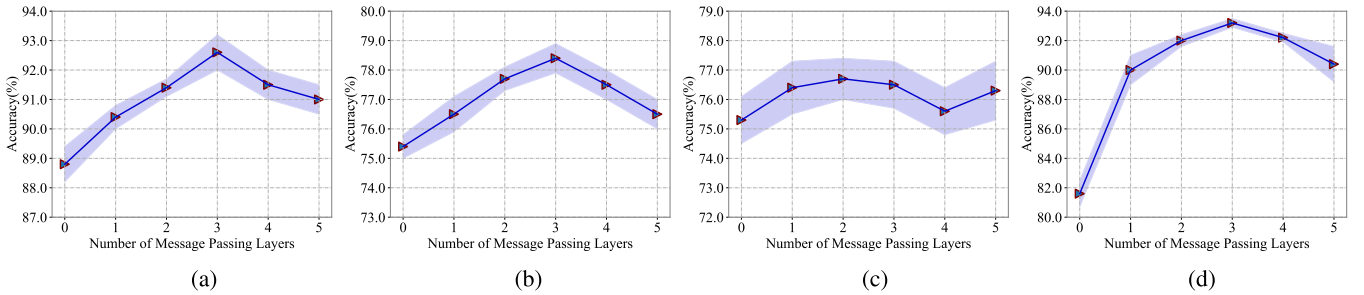 94.0
93.0
92.0
91.0
90.0
89.0
88.0
87.0
Accuracy(%)
0 1 2 3 4 5
Number of Message Passing Layers
(a)
80.0
79.0
78.0
77.0
76.0
75.0
74.0
73.0
Accuracy(%)
0 1 2 3 4 5
Number of Message Passing Layers
(b)
79.0
78.0
77.0
76.0
75.0
74.0
73.0
72.0
Accuracy(%)
0 1 2 3 4 5
Number of Message Passing Layers
(c)
94.0
92.0
90.0
88.0
86.0
84.0
82.0
80.0
Accuracy(%)
0 1 2 3 4 5
Number of Message Passing Layers
(d)